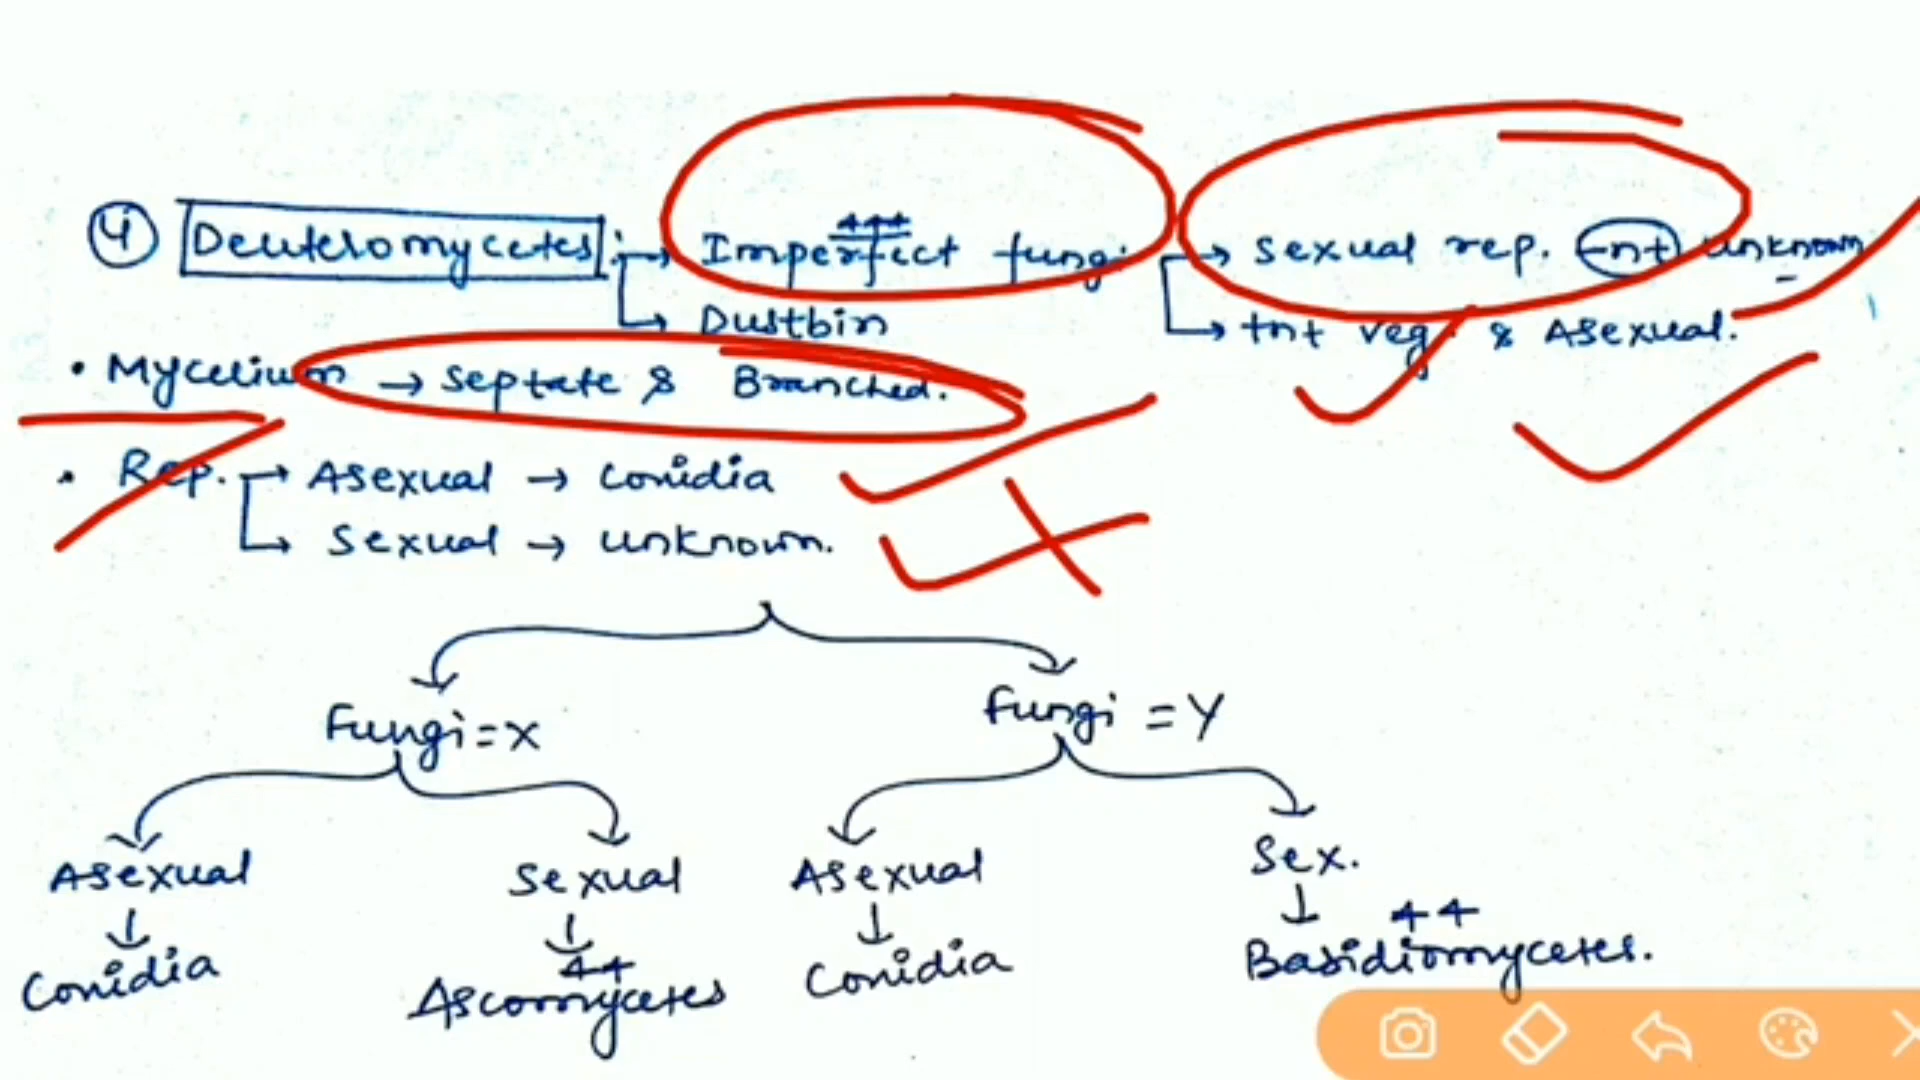 ④ Deuteromycetes :→ Imperfect fungi → Sexual rep. -nt unknown
→ Dustbin → tnt veg. & Asexual.
• Mycelium → Septate & Branched.
• Rep. → Asexual → Conidia
→ Sexual → unknown.
Fungi = X Fungi = Y
Asexual Sexual Asexual Sex.
↓ ↓ ↓ ↓
Conidia Ascomycetes Conidia Basidiomycetes.